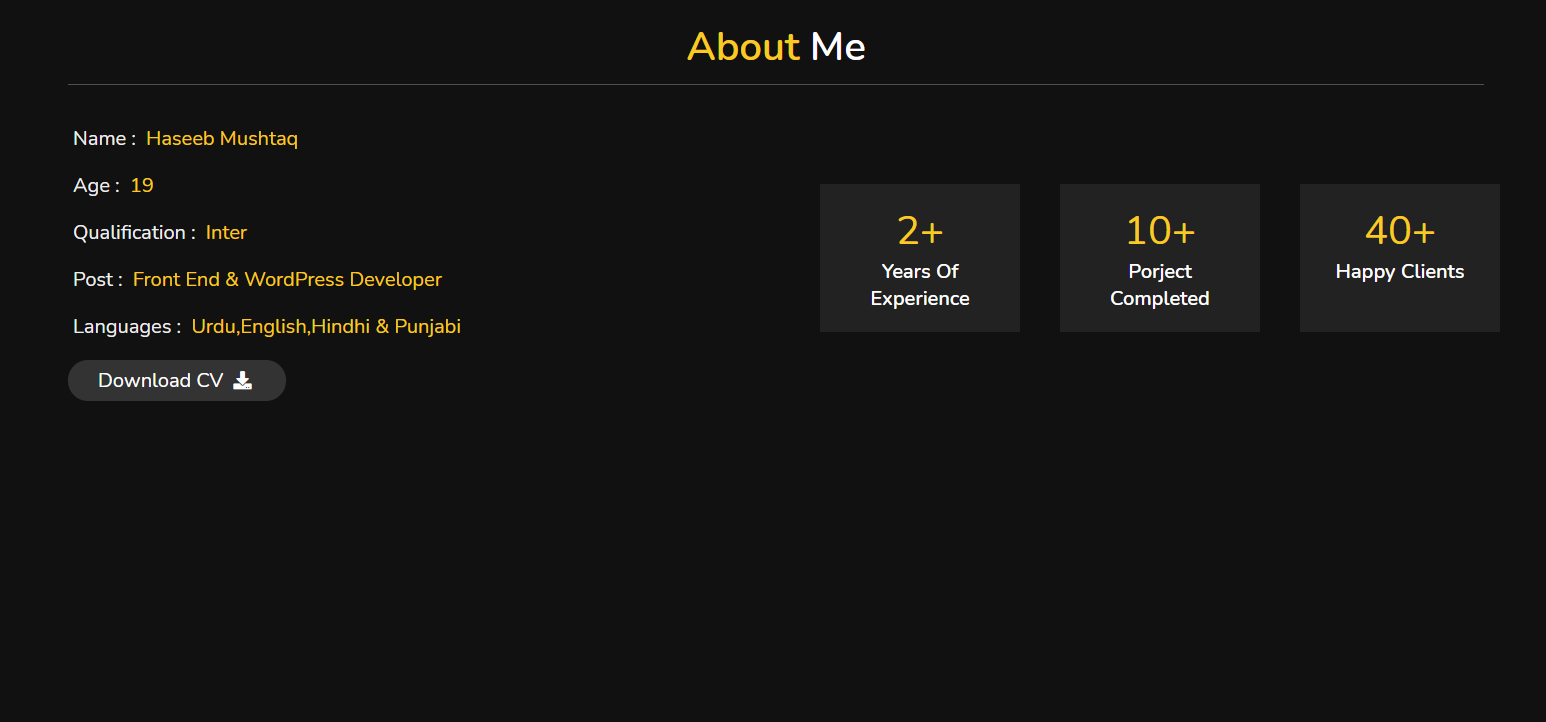 About Me
Name : Haseeb Mushtaq
Age : 19
Qualification : Inter
Post : Front End & WordPress Developer
Languages : Urdu,English,Hindhi & Punjabi
Download CV
2+
Years Of
Experience
10+
Porject
Completed
40+
Happy Clients